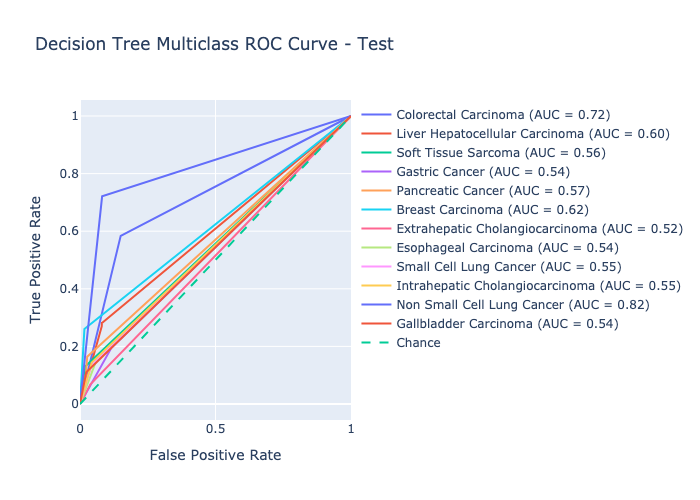 Decision Tree Multiclass ROC Curve - Test
1
0.8
0.6
0.4
0.2
0
True Positive Rate
0
0.5
1
False Positive Rate
Colorectal Carcinoma (AUC = 0.72)
Liver Hepatocellular Carcinoma (AUC = 0.60)
Soft Tissue Sarcoma (AUC = 0.56)
Gastric Cancer (AUC = 0.54)
Pancreatic Cancer (AUC = 0.57)
Breast Carcinoma (AUC = 0.62)
Extrahepatic Cholangiocarcinoma (AUC = 0.52)
Esophageal Carcinoma (AUC = 0.54)
Small Cell Lung Cancer (AUC = 0.55)
Intrahepatic Cholangiocarcinoma (AUC = 0.55)
Non Small Cell Lung Cancer (AUC = 0.82)
Gallbladder Carcinoma (AUC = 0.54)
Chance